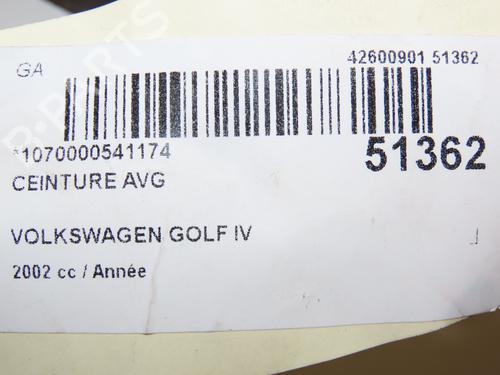 GA
42600901 51362
*1070000541174
51362
CEINTURE AVG
VOLKSWAGEN GOLF IV
2002 cc / Année